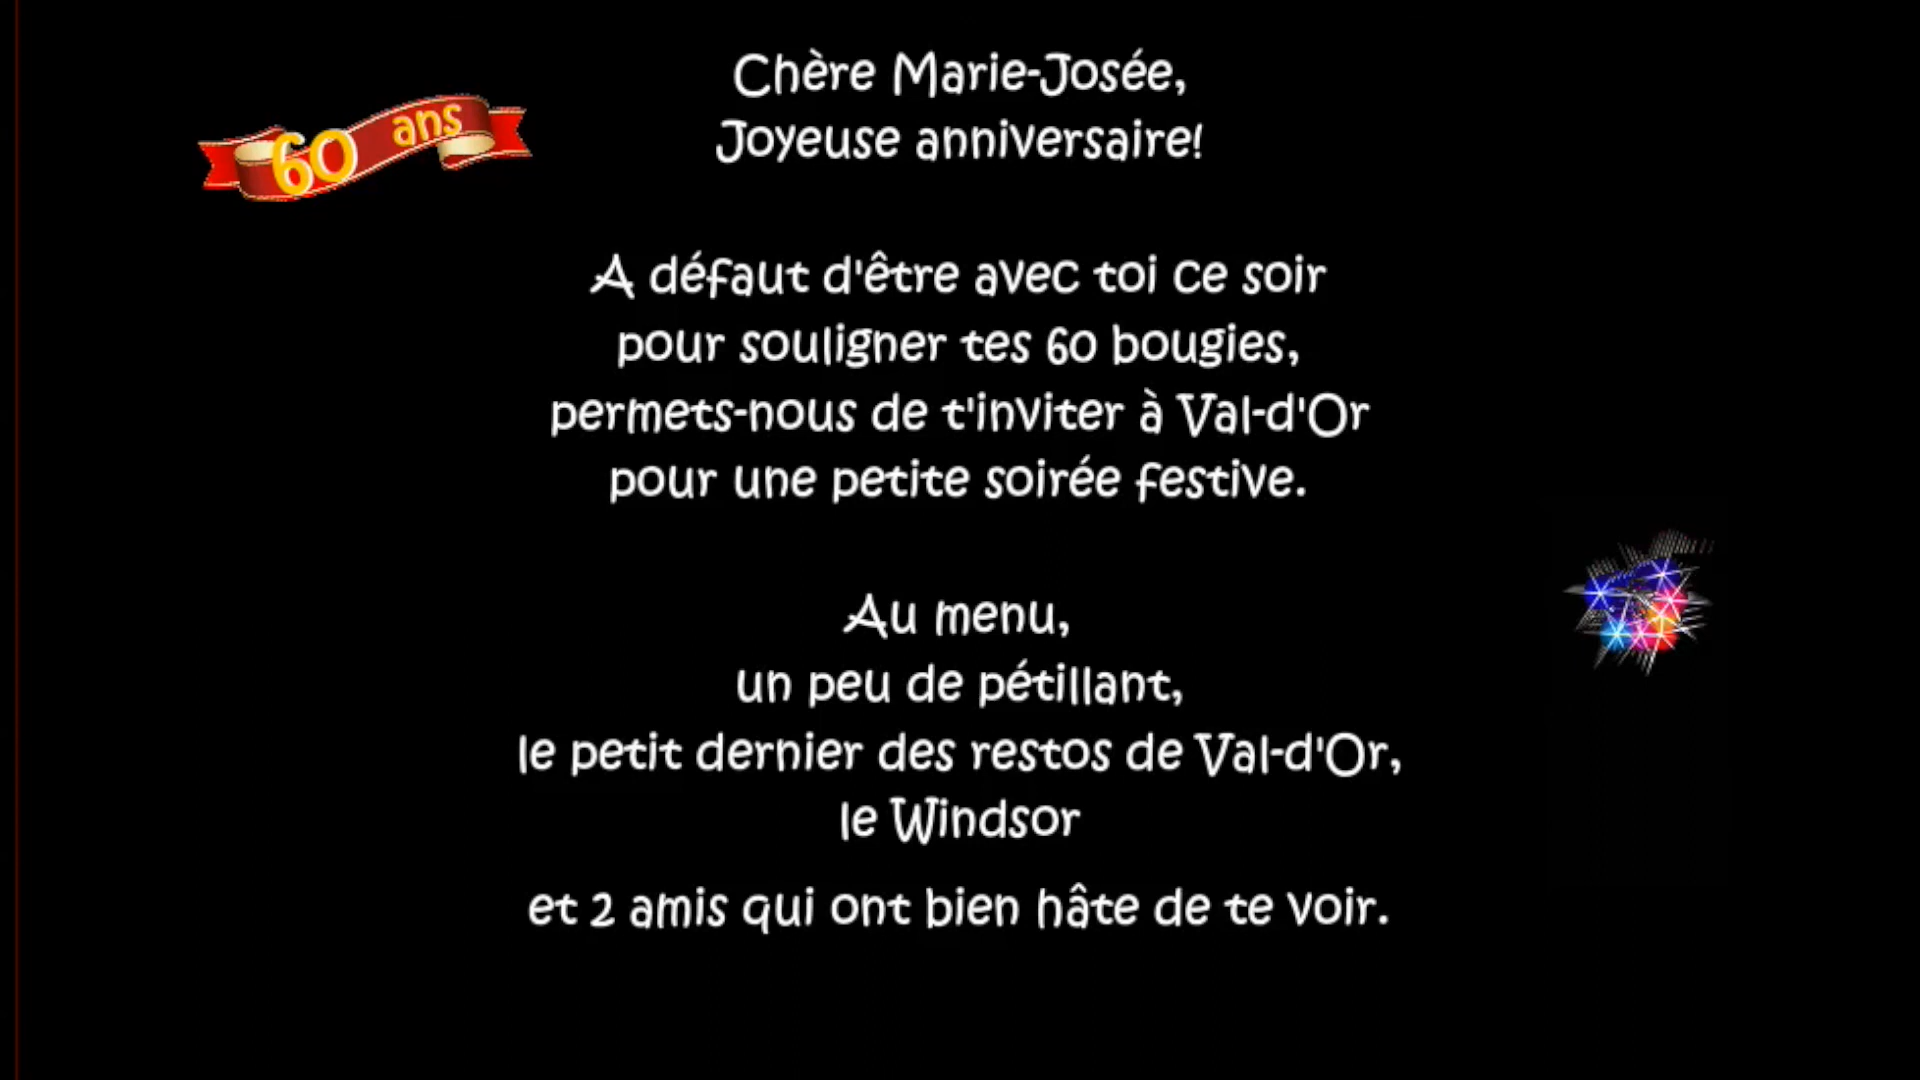 60 ans
Chère Marie-Josée,
Joyeuse anniversaire!
A défaut d'être avec toi ce soir
pour souligner tes 60 bougies,
permets-nous de t'inviter à Val-d'Or
pour une petite soirée festive.
Au menu,
un peu de pétillant,
le petit dernier des restos de Val-d'Or,
le Windsor
et 2 amis qui ont bien hâte de te voir.